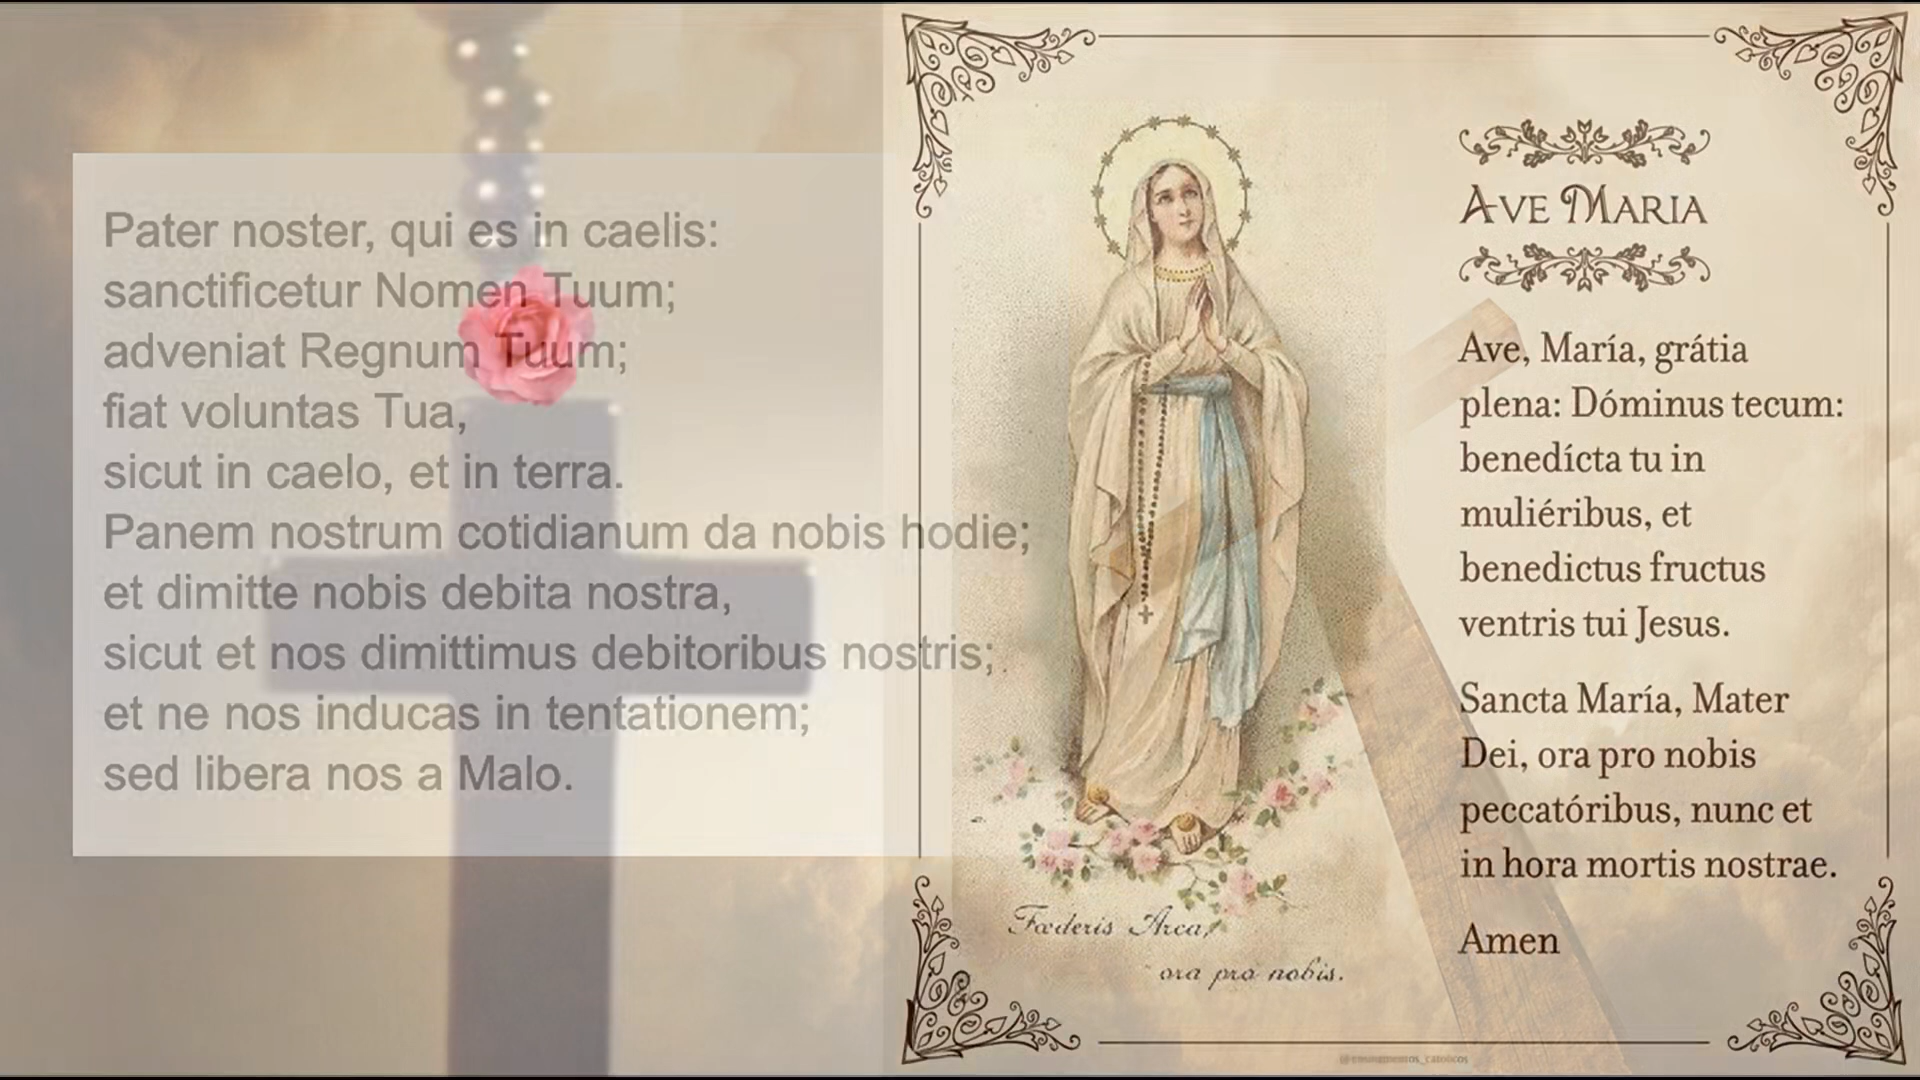 Pater noster, qui es in caelis:
sanctificetur Nomen Tuum;
adveniat Regnum Tuum;
fiat voluntas Tua,
sicut in caelo, et in terra.
Panem nostrum cotidianum da nobis hodie;
et dimitte nobis debita nostra,
sicut et nos dimittimus debitoribus nostris;
et ne nos inducas in tentationem;
sed libera nos a Malo.
Fœderis Arca,
ora pro nobis.
AVE MARIA
Ave, María, grátia
plena: Dóminus tecum:
benedícta tu in
muliéribus, et
benedictus fructus
ventris tui Jesus.
Sancta María, Mater
Dei, ora pro nobis
peccatóribus, nunc et
in hora mortis nostrae.
Amen